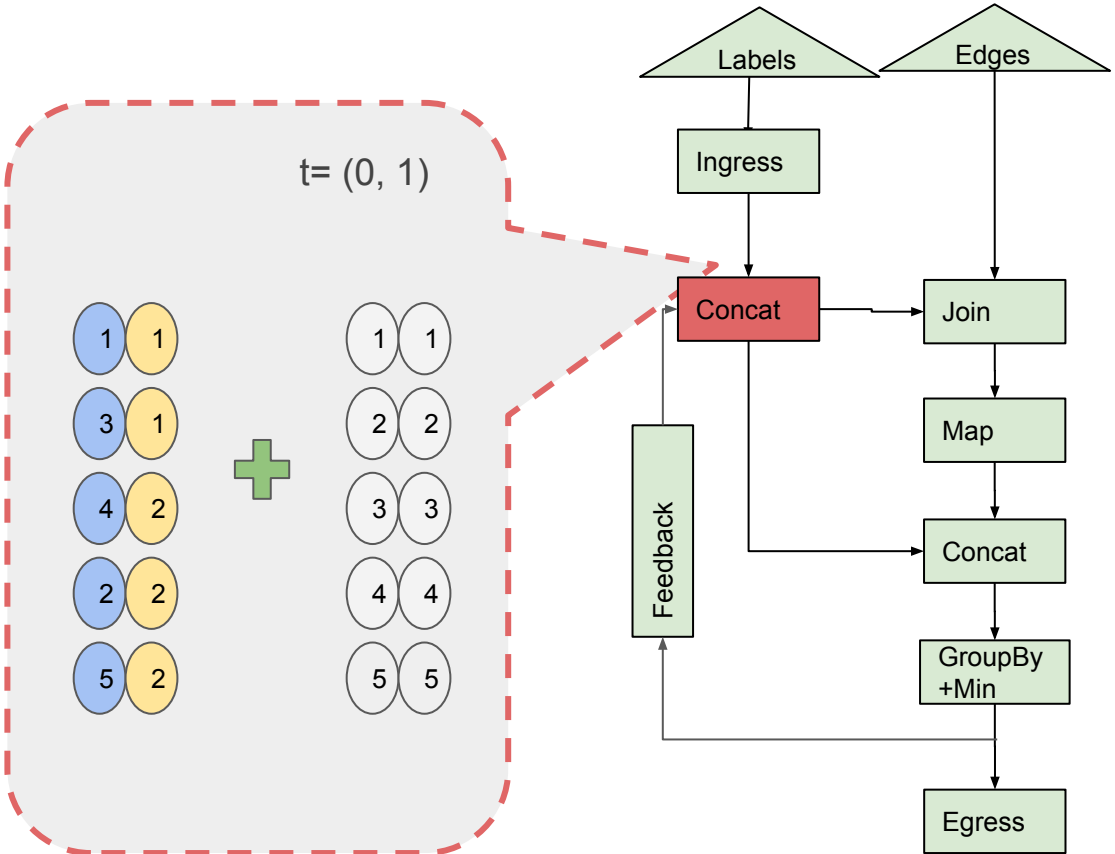 t= (0, 1)
1 1 1 1
3 1 2 2
4 2 3 3
2 2 4 4
5 2 5 5
Labels
Edges
Ingress
Concat
Join
Map
Feedback
Concat
GroupBy
+Min
Egress